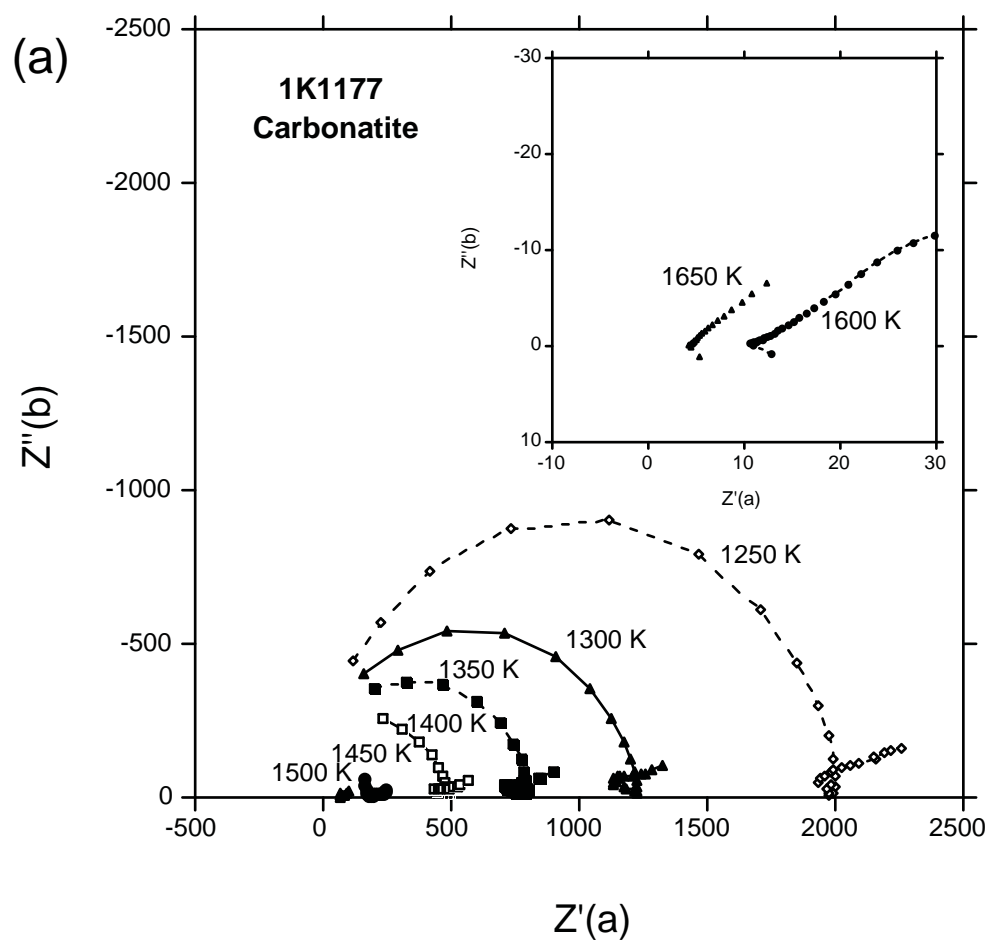 (a)
1K1177
Carbonatite
-2500
-2000
-1500
-1000
-500
0
Z''(b)
-500
0
500
1000
1500
2000
2500
Z'(a)
-30
-20
-10
0
10
Z''(b)
-10
0
10
20
30
Z'(a)
1650 K
1600 K
1250 K
1300 K
1350 K
1400 K
1450 K
1500 K